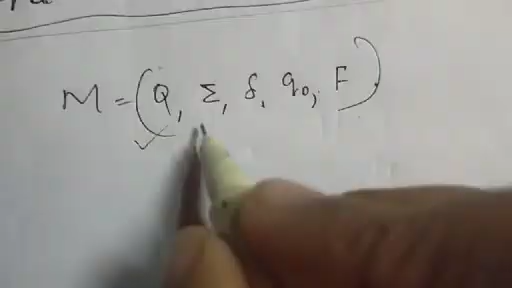 M = (Q, Σ, δ, q₀, F)